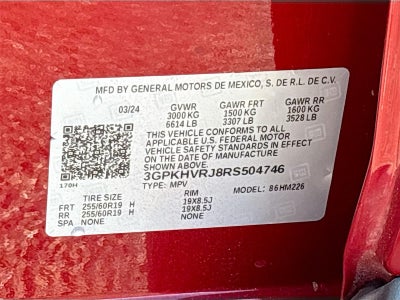 MFD BY GENERAL MOTORS DE MEXICO, S. DE R.L. DE C.V.
03/24 GVWR GAWR FRT GAWR RR
3000 KG 1500 KG 1600 KG
6614 LB 3307 LB 3528 LB
THIS VEHICLE CONFORMS TO ALL
APPLICABLE U.S. FEDERAL MOTOR
VEHICLE SAFETY STANDARDS IN EFFECT
ON THE DATE OF MANUFACTURE
SHOWN ABOVE.
3GPKHVRJ8RS504746
170H TYPE: MPV 86HM226
TIRE SIZE RIM
FRT 255/60R19 H 19X8.5J
RR 255/60R19 H 19X8.5J
SPA NONE NONE